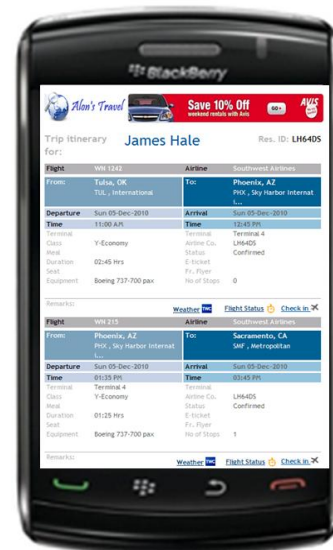 BlackBerry
Alon's Travel
Save 10% Off
weekend rentals with Avis
GO
AVIS
Trip itinerary for:
James Hale
Res. ID: LH64DS
Flight WN 1242 Airline Southwest Airlines
From: Tulsa, OK To: Phoenix, AZ
TUL , International PHX , Sky Harbor Internat
i...
Departure Sun 05-Dec-2010 Arrival Sun 05-Dec-2010
Time 11:00 AM Time 12:45 PM
Terminal Terminal Terminal 4
Class Y-Economy Airline Co. LH64DS
Meal Status Confirmed
Duration 02:45 Hrs E-ticket
Seat Fr. Flyer
Equipment Boeing 737-700 pax No of Stops 0
Remarks:
Weather TWC Flight Status Check in
Flight WN 215 Airline Southwest Airlines
From: Phoenix, AZ To: Sacramento, CA
PHX , Sky Harbor Internat SMF , Metropolitan
i...
Departure Sun 05-Dec-2010 Arrival Sun 05-Dec-2010
Time 01:35 PM Time 03:45 PM
Terminal Terminal 4 Terminal
Class Y-Economy Airline Co. LH64DS
Meal Status Confirmed
Duration 01:25 Hrs E-ticket
Seat Fr. Flyer
Equipment Boeing 737-700 pax No of Stops 1
Remarks:
Weather TWC Flight Status Check in